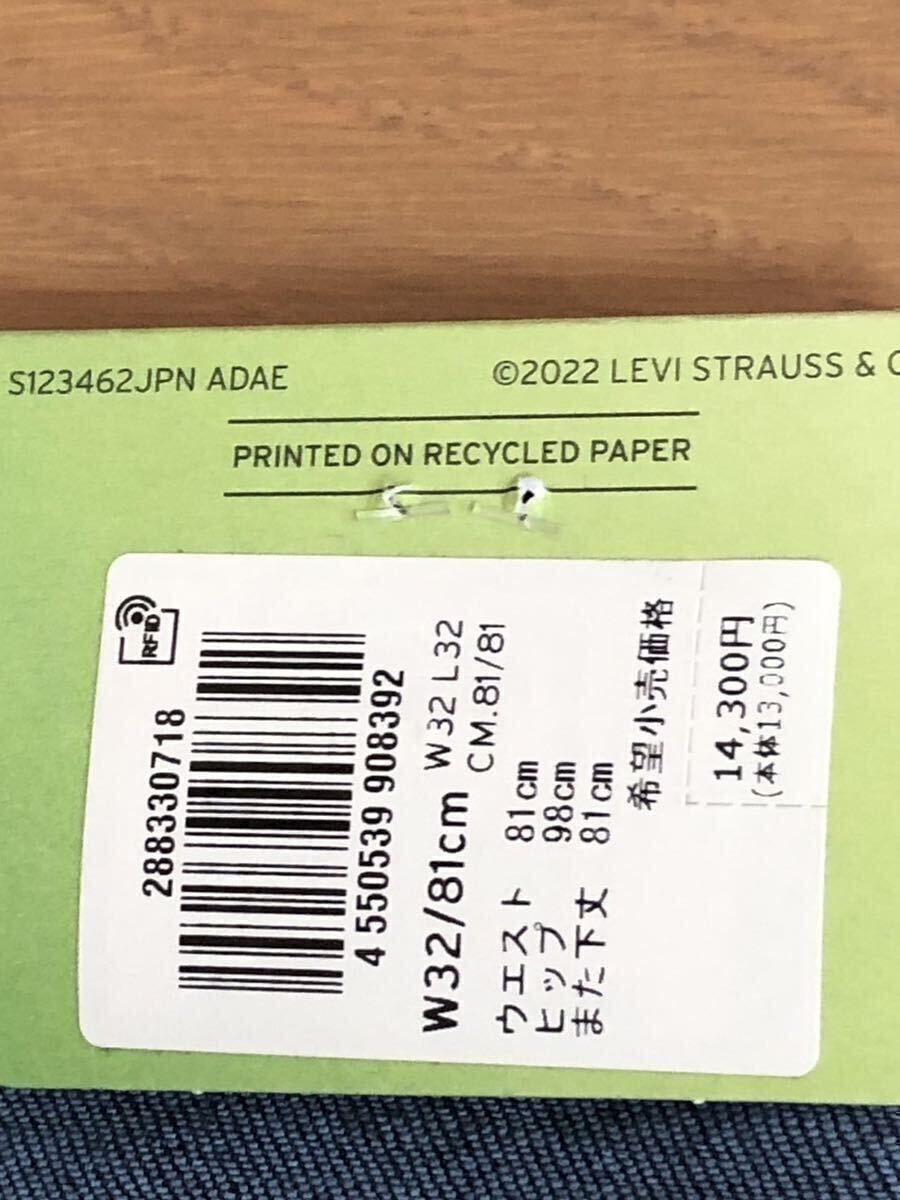 S123462JPN ADAE
©2022 LEVI STRAUSS & C
PRINTED ON RECYCLED PAPER
RFID
288330718
4 550539 908392
W32/81cm W32 L32
CM.81/81
ウエスト 81cm
ヒップ 98cm
また下丈 81cm
希望小売価格
14,300円
(本体13,000円)